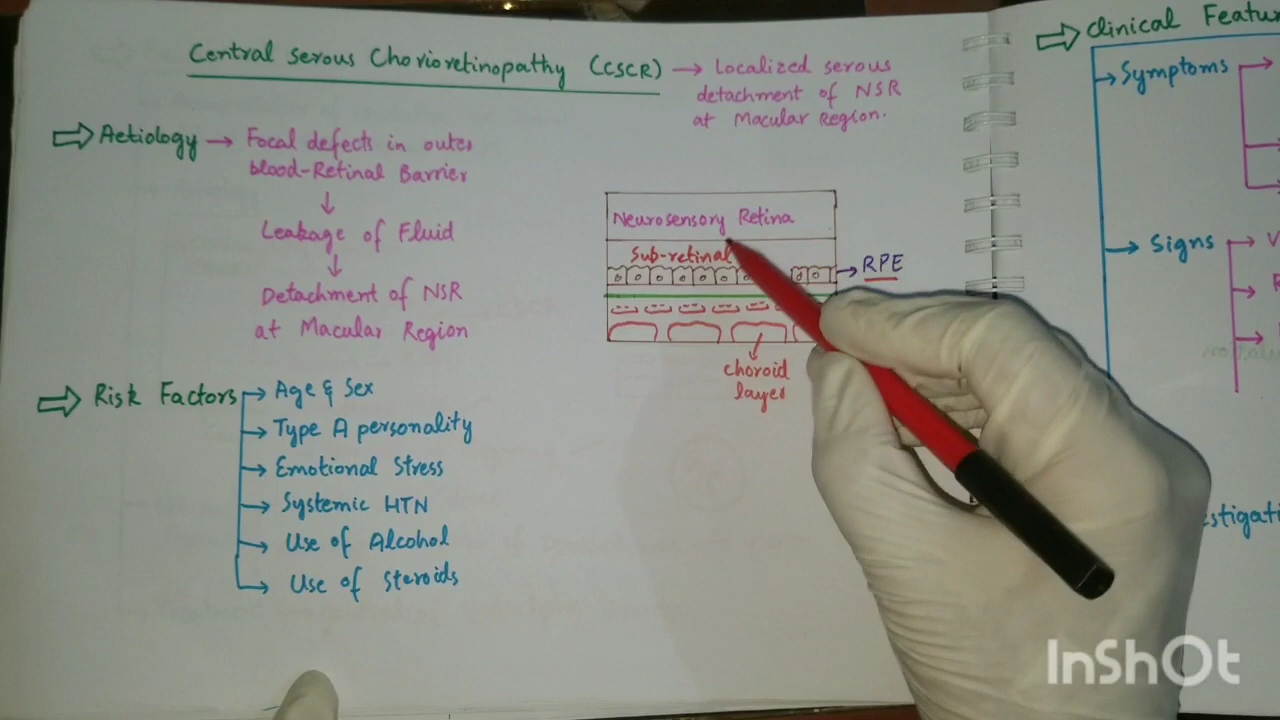 Central serous Chorioretinopathy (CSCR) → Localized serous
detachment of NSR
at Macular Region.
⇒ Aetiology → Focal defects in outer
blood-Retinal Barrier
↓
Leakage of Fluid
↓
Detachment of NSR
at Macular Region
Neurosensory Retina
Sub-retinal
→ RPE
choroid
layer
⇒ Risk Factors → Age & Sex
→ Type A personality
→ Emotional Stress
→ Systemic HTN
→ Use of Alcohol
→ Use of Steroids
⇒ Clinical Featu
→ Symptoms
→ Signs
InShOt